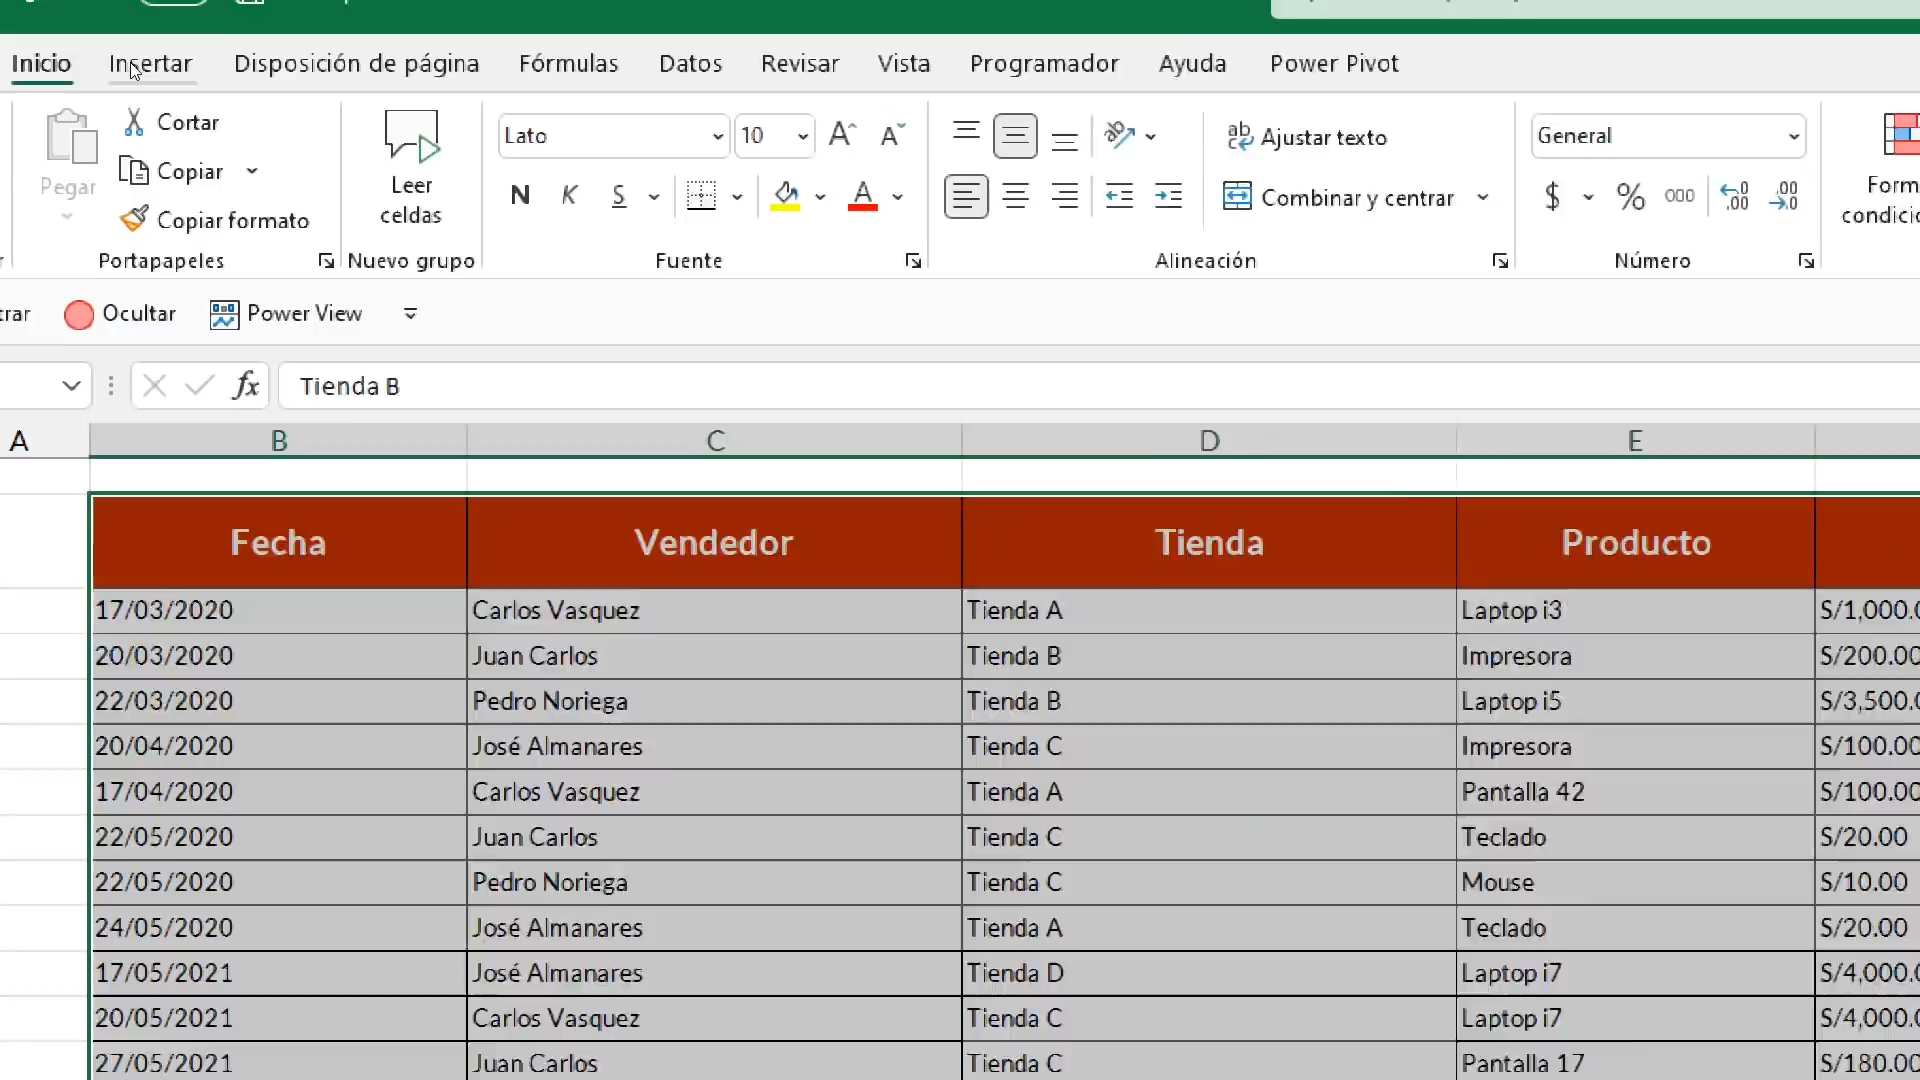 Inicio Insertar Disposición de página Fórmulas Datos Revisar Vista Programador Ayuda Power Pivot
Pegar
Cortar
Copiar
Copiar formato
Portapapeles
Leer
celdas
Nuevo grupo
Lato 10
N K S
Fuente
Ajustar texto
Combinar y centrar
Alineación
General
$ % 000
Número
Ocultar Power View
fx Tienda B
A B C D E
Fecha Vendedor Tienda Producto
17/03/2020 Carlos Vasquez Tienda A Laptop i3
20/03/2020 Juan Carlos Tienda B Impresora S/200.00
22/03/2020 Pedro Noriega Tienda B Laptop i5
20/04/2020 José Almanares Tienda C Impresora S/100.00
17/04/2020 Carlos Vasquez Tienda A Pantalla 42 S/100.00
22/05/2020 Juan Carlos Tienda C Teclado S/20.00
22/05/2020 Pedro Noriega Tienda C Mouse S/10.00
24/05/2020 José Almanares Tienda A Teclado S/20.00
17/05/2021 José Almanares Tienda D Laptop i7
20/05/2021 Carlos Vasquez Tienda C Laptop i7
27/05/2021 Juan Carlos Tienda C Pantalla 17 S/180.00